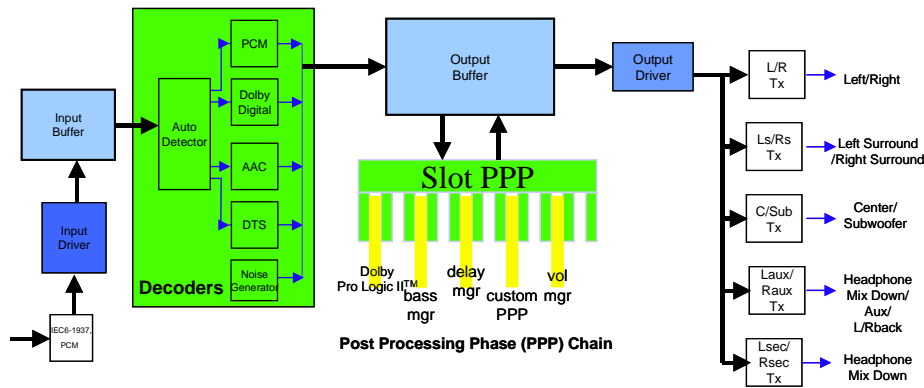 PCM
Dolby
Digital
AAC
DTS
Noise
Generator
Auto
Detector
Decoders
Input
Buffer
Input
Driver
IEC6-1937,
PCM
Output
Buffer
Output
Driver
Slot PPP
Dolby
Pro Logic II™
bass
mgr
delay
mgr
custom
PPP
vol
mgr
Post Processing Phase (PPP) Chain
L/R
Tx
Left/Right
Ls/Rs
Tx
Left Surround
/Right Surround
C/Sub
Tx
Center/
Subwoofer
Laux/
Raux
Tx
Headphone
Mix Down/
Aux/
L/Rback
Lsec/
Rsec
Tx
Headphone
Mix Down